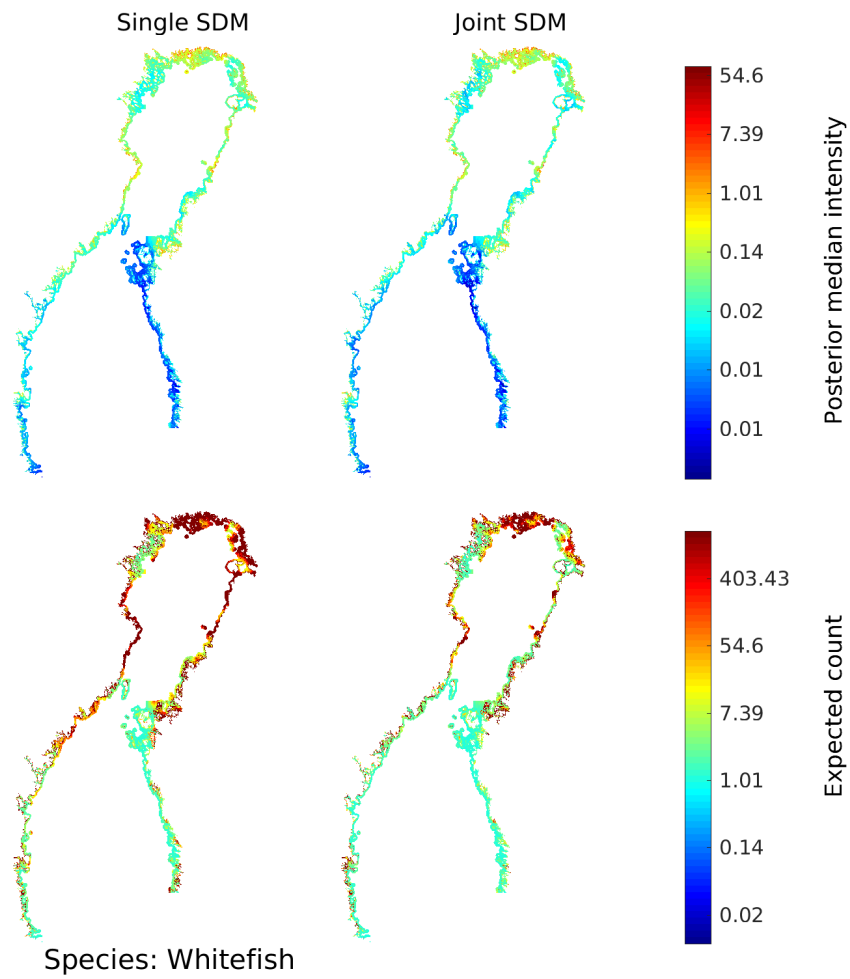 Single SDM
Joint SDM
54.6
7.39
1.01
0.14
0.02
0.01
0.01
Posterior median intensity
403.43
54.6
7.39
1.01
0.14
0.02
Expected count
Species: Whitefish